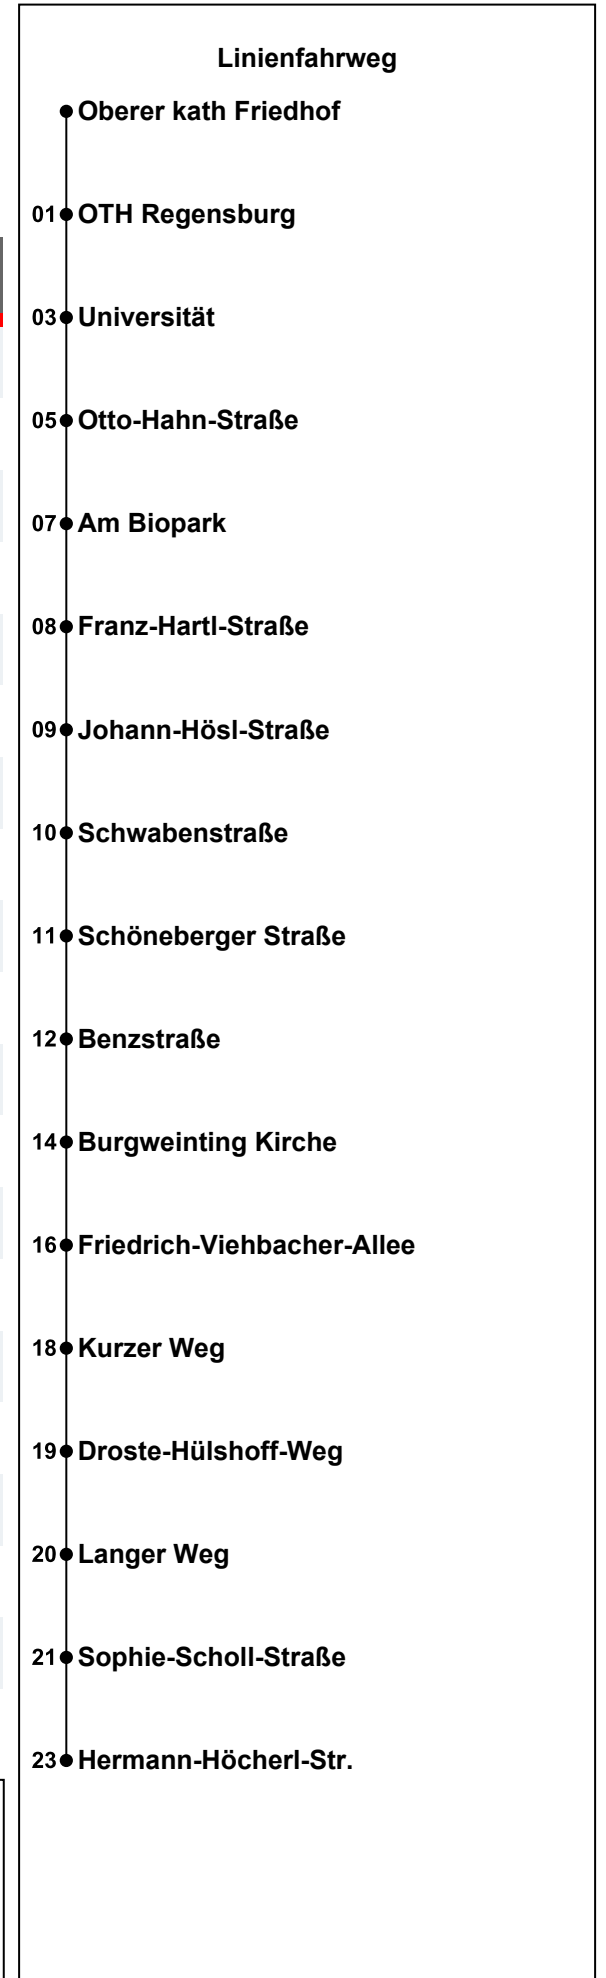 Linienfahrweg
Oberer kath Friedhof
01 OTH Regensburg
03 Universität
05 Otto-Hahn-Straße
07 Am Biopark
08 Franz-Hartl-Straße
09 Johann-Hösl-Straße
10 Schwabenstraße
11 Schöneberger Straße
12 Benzstraße
14 Burgweinting Kirche
16 Friedrich-Viehbacher-Allee
18 Kurzer Weg
19 Droste-Hülshoff-Weg
20 Langer Weg
21 Sophie-Scholl-Straße
23 Hermann-Höcherl-Str.